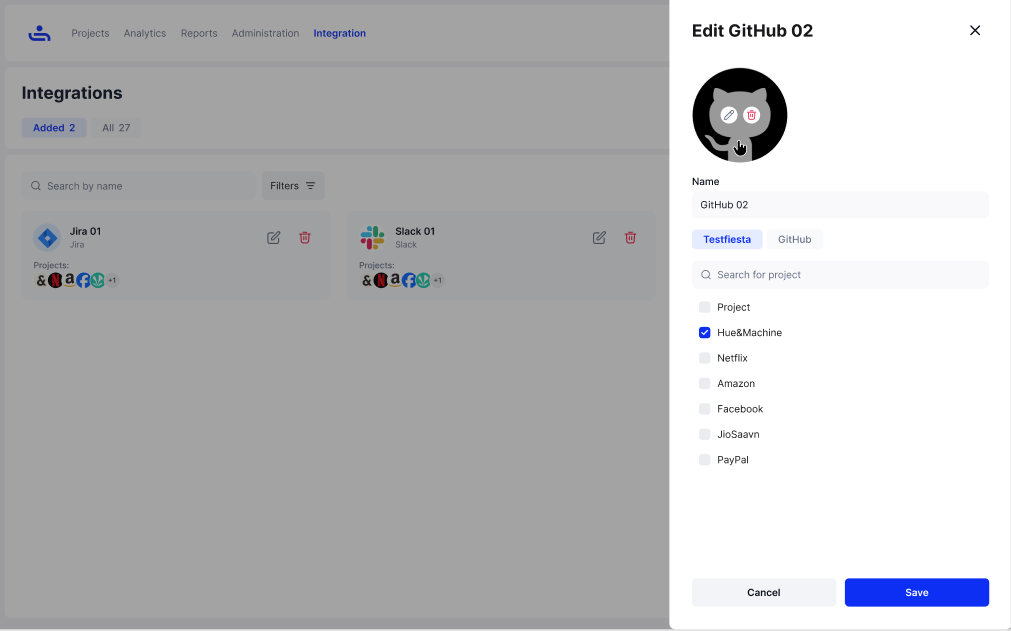 Projects Analytics Reports Administration Integration
Integrations
Added 2 All 27
Search by name Filters
Jira 01
Jira
Projects:
& N a +1
Slack 01
Slack
Projects:
& N a +1
Edit GitHub 02
Name
GitHub 02
Testfiesta GitHub
Search for project
Project
Hue&Machine
Netflix
Amazon
Facebook
JioSaavn
PayPal
Cancel Save